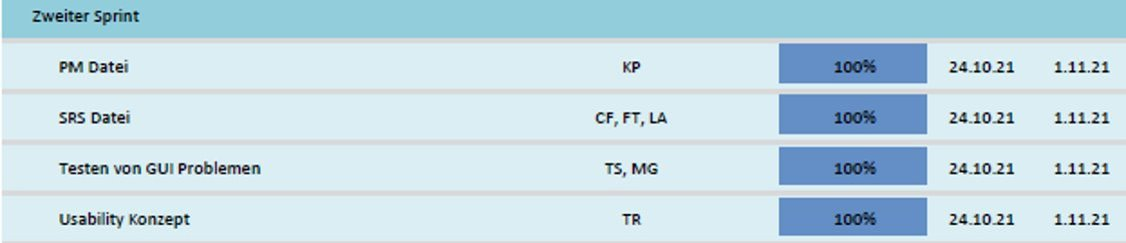 Zweiter Sprint
PM Datei KP 100% 24.10.21 1.11.21
SRS Datei CF, FT, LA 100% 24.10.21 1.11.21
Testen von GUI Problemen TS, MG 100% 24.10.21 1.11.21
Usability Konzept TR 100% 24.10.21 1.11.21